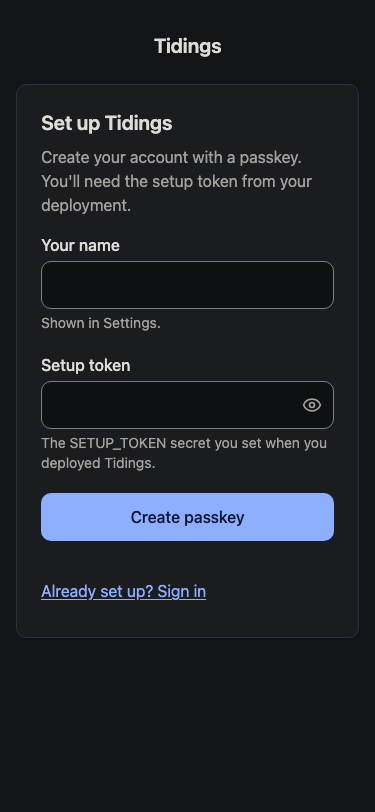 Tidings
Set up Tidings
Create your account with a passkey.
You'll need the setup token from your
deployment.
Your name
Shown in Settings.
Setup token
The SETUP_TOKEN secret you set when you
deployed Tidings.
Create passkey
Already set up? Sign in